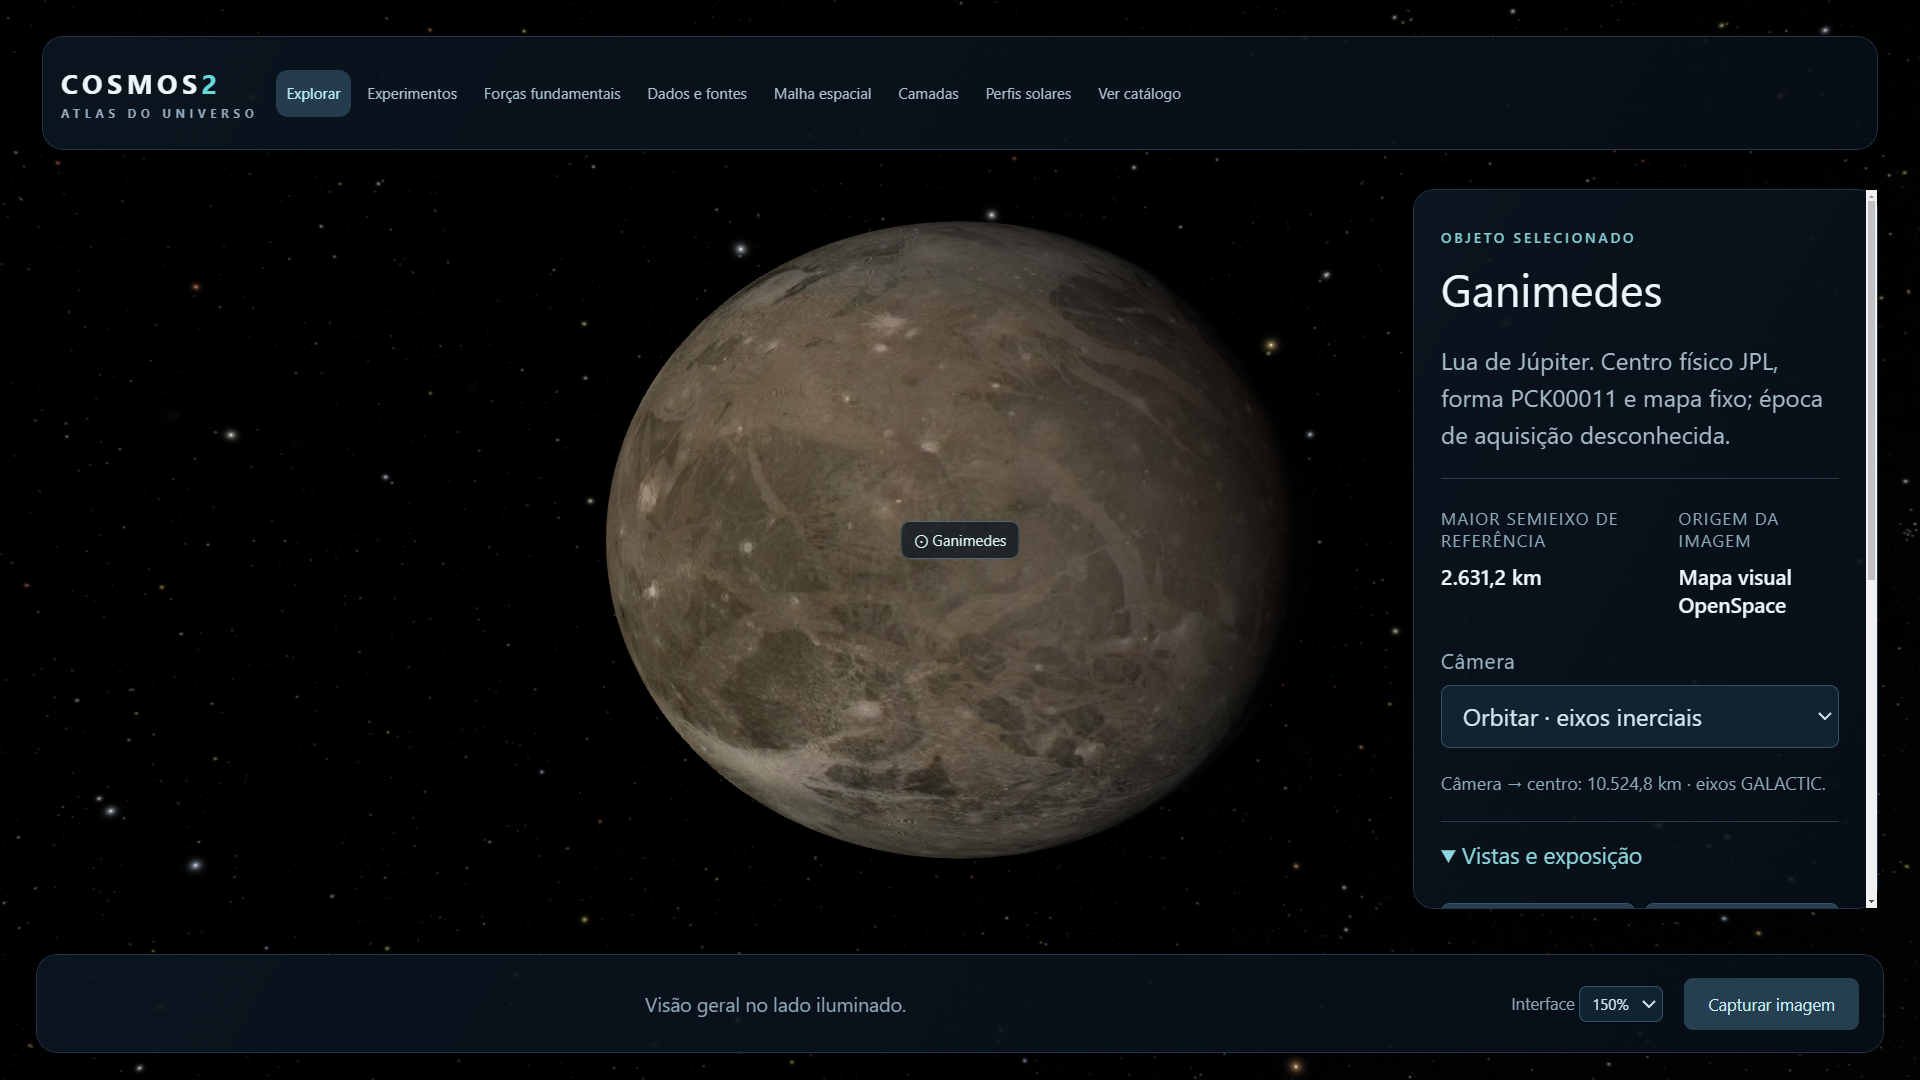 COSMOS2
ATLAS DO UNIVERSO
Explorar
Experimentos
Forças fundamentais
Dados e fontes
Malha espacial
Camadas
Perfis solares
Ver catálogo
Ganimedes
OBJETO SELECIONADO
Ganimedes
Lua de Júpiter. Centro físico JPL,
forma PCK00011 e mapa fixo; época
de aquisição desconhecida.
MAIOR SEMIEIXO DE
REFERÊNCIA
2.631,2 km
ORIGEM DA
IMAGEM
Mapa visual
OpenSpace
Câmera
Orbitar · eixos inerciais
Câmera → centro: 10.524,8 km · eixos GALACTIC.
▼ Vistas e exposição
Visão geral no lado iluminado.
Interface
150%
Capturar imagem